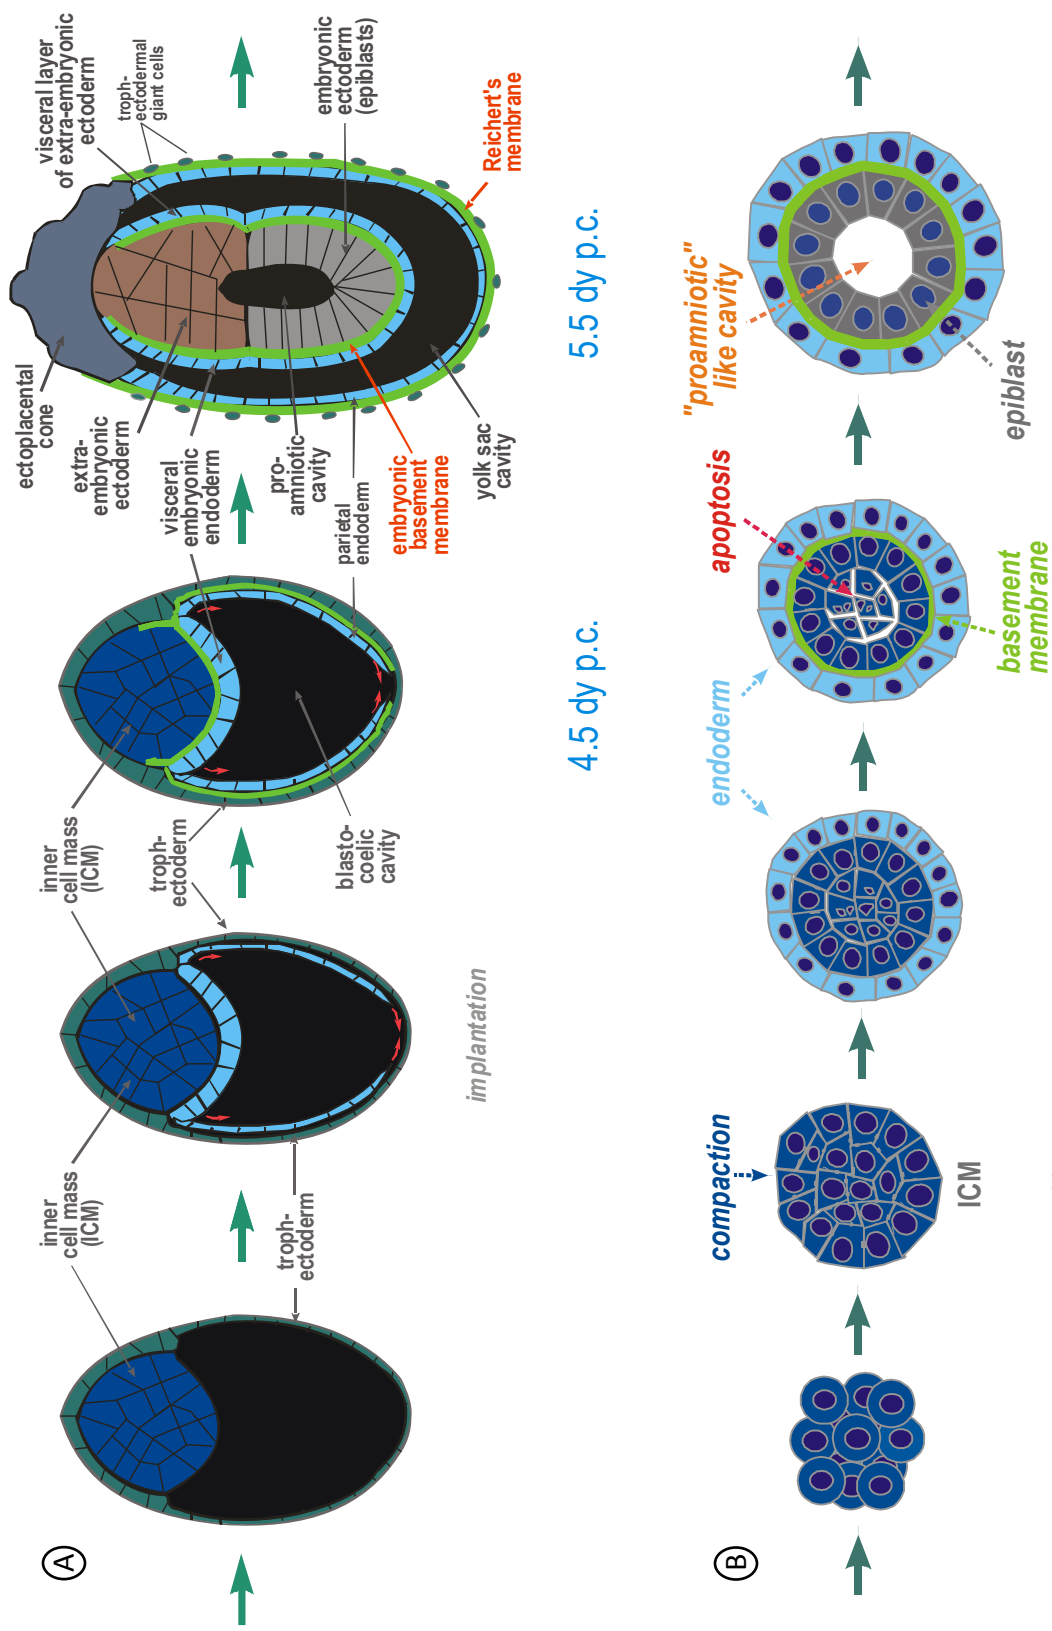 A
inner
cell mass
(ICM)
troph-
ectoderm
implantation
inner
cell mass
(ICM)
troph-
ectoderm
blasto-
coelic
cavity
ectoplacental
cone
extra-
embryonic
ectoderm
visceral
embryonic
endoderm
pro-
amniotic
cavity
parietal
endoderm
embryonic
basement
membrane
yolk sac
cavity
visceral layer
of extra-embryonic
ectoderm
troph-
ectodermal
giant cells
embryonic
ectoderm
(epiblasts)
Reichert's
membrane
4.5 dy p.c.
5.5 dy p.c.
B
compaction
ICM
endoderm
apoptosis
basement
membrane
"proamniotic"
like cavity
epiblast